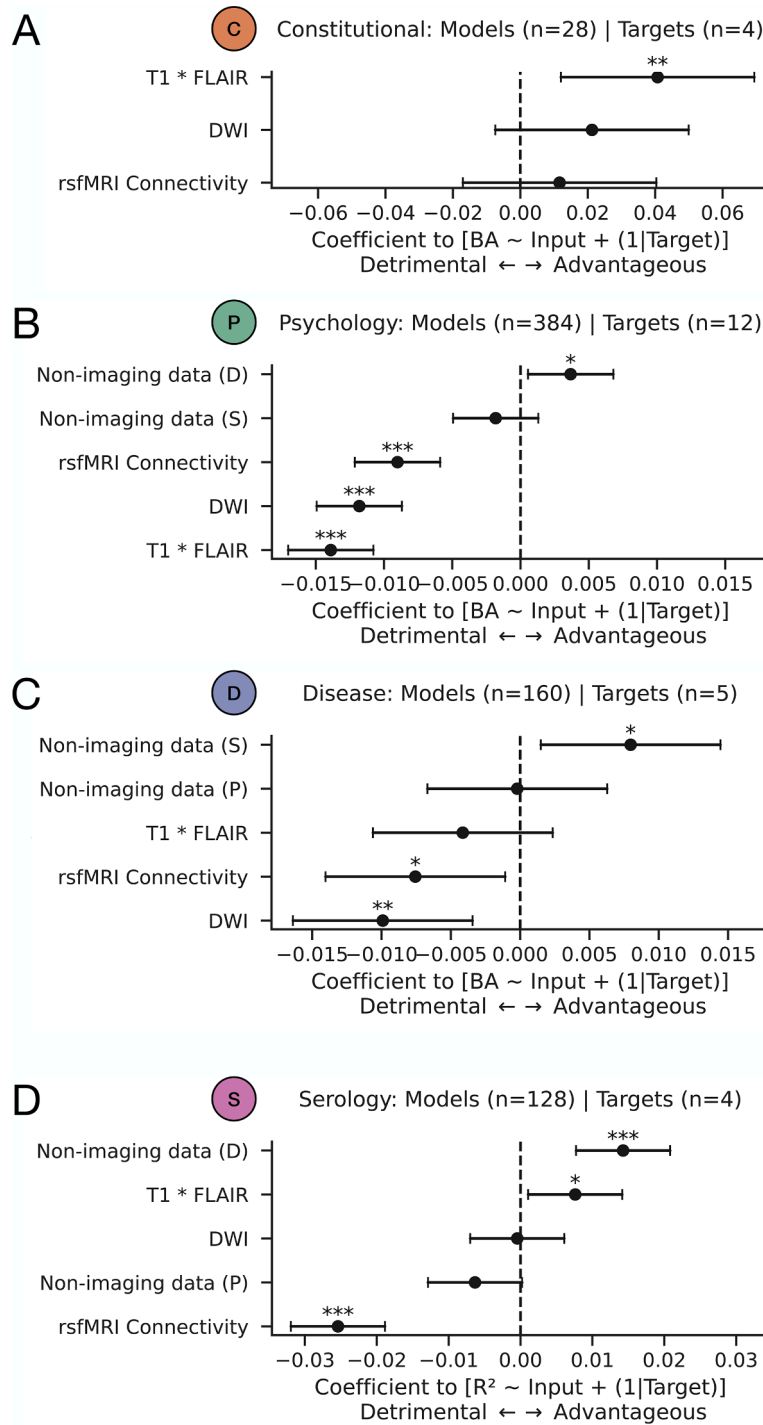 A
C
Constitutional: Models (n=28) | Targets (n=4)
**
T1 * FLAIR
DWI
rsfMRI Connectivity
−0.06 −0.04 −0.02 0.00 0.02 0.04 0.06
Coefficient to [BA ~ Input + (1|Target)]
Detrimental ← → Advantageous
B
P
Psychology: Models (n=384) | Targets (n=12)
*
Non-imaging data (D)
Non-imaging data (S)
***
rsfMRI Connectivity
***
DWI
***
T1 * FLAIR
−0.015 −0.010 −0.005 0.000 0.005 0.010 0.015
Coefficient to [BA ~ Input + (1|Target)]
Detrimental ← → Advantageous
C
D
Disease: Models (n=160) | Targets (n=5)
*
Non-imaging data (S)
Non-imaging data (P)
T1 * FLAIR
*
rsfMRI Connectivity
**
DWI
−0.015 −0.010 −0.005 0.000 0.005 0.010 0.015
Coefficient to [BA ~ Input + (1|Target)]
Detrimental ← → Advantageous
D
S
Serology: Models (n=128) | Targets (n=4)
***
Non-imaging data (D)
*
T1 * FLAIR
DWI
Non-imaging data (P)
***
rsfMRI Connectivity
−0.03 −0.02 −0.01 0.00 0.01 0.02 0.03
Coefficient to [R² ~ Input + (1|Target)]
Detrimental ← → Advantageous